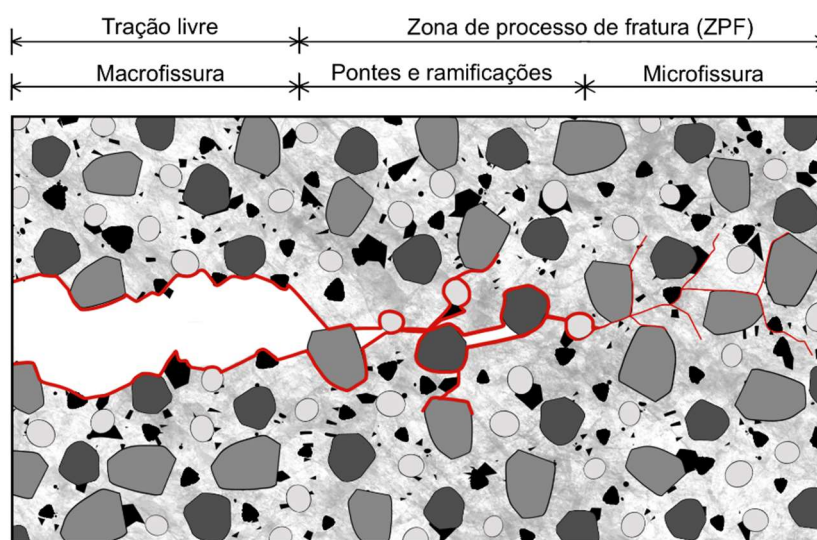 Tração livre
Zona de processo de fratura (ZPF)
Macrofissura
Pontes e ramificações
Microfissura